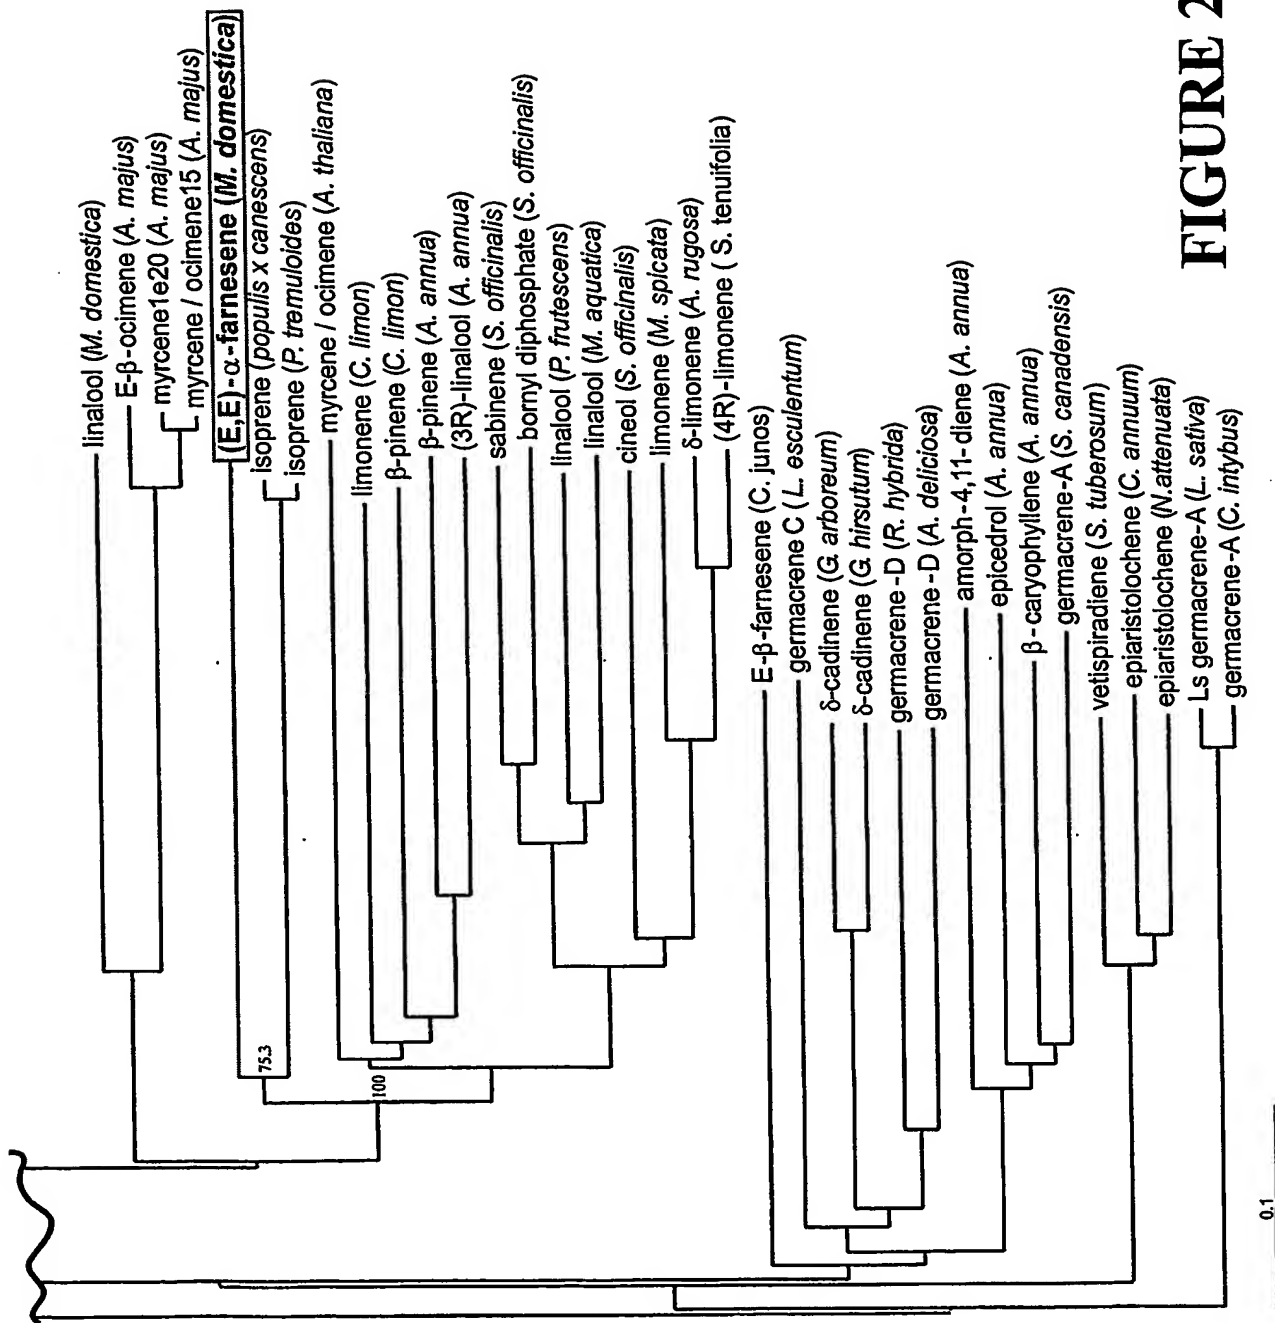 linalool (M. domestica)
E-β-ocimene (A. majus)
myrcene1e20 (A. majus)
myrcene / ocimene15 (A. majus)
(E,E)-α-farnesene (M. domestica)
isoprene (populis x canescens)
isoprene (P. tremuloides)
75.3
myrcene / ocimene (A. thaliana)
100
limonene (C. limon)
β-pinene (C. limon)
β-pinene (A. annua)
(3R)-linalool (A. annua)
sabinene (S. officinalis)
bornyl diphosphate (S. officinalis)
linalool (P. frutescens)
linalool (M. aquatica)
cineol (S. officinalis)
limonene (M. spicata)
δ-limonene (A. rugosa)
(4R)-limonene ( S. tenuifolia)
E-β-farnesene (C. junos)
germacrene C (L. esculentum)
δ-cadinene (G. arboreum)
δ-cadinene (G. hirsutum)
germacrene -D (R. hybrida)
germacrene -D (A. deliciosa)
amorph-4,11-diene (A. annua)
epicedrol (A. annua)
β-caryophyllene (A. annua)
germacrene-A (S. canadensis)
vetispiradiene (S. tuberosum)
epiaristolochene (C. annuum)
epiaristolochene (N.attenuata)
Ls germacrene-A (L. sativa)
germacrene-A (C. intybus)
0.1
FIGURE 2